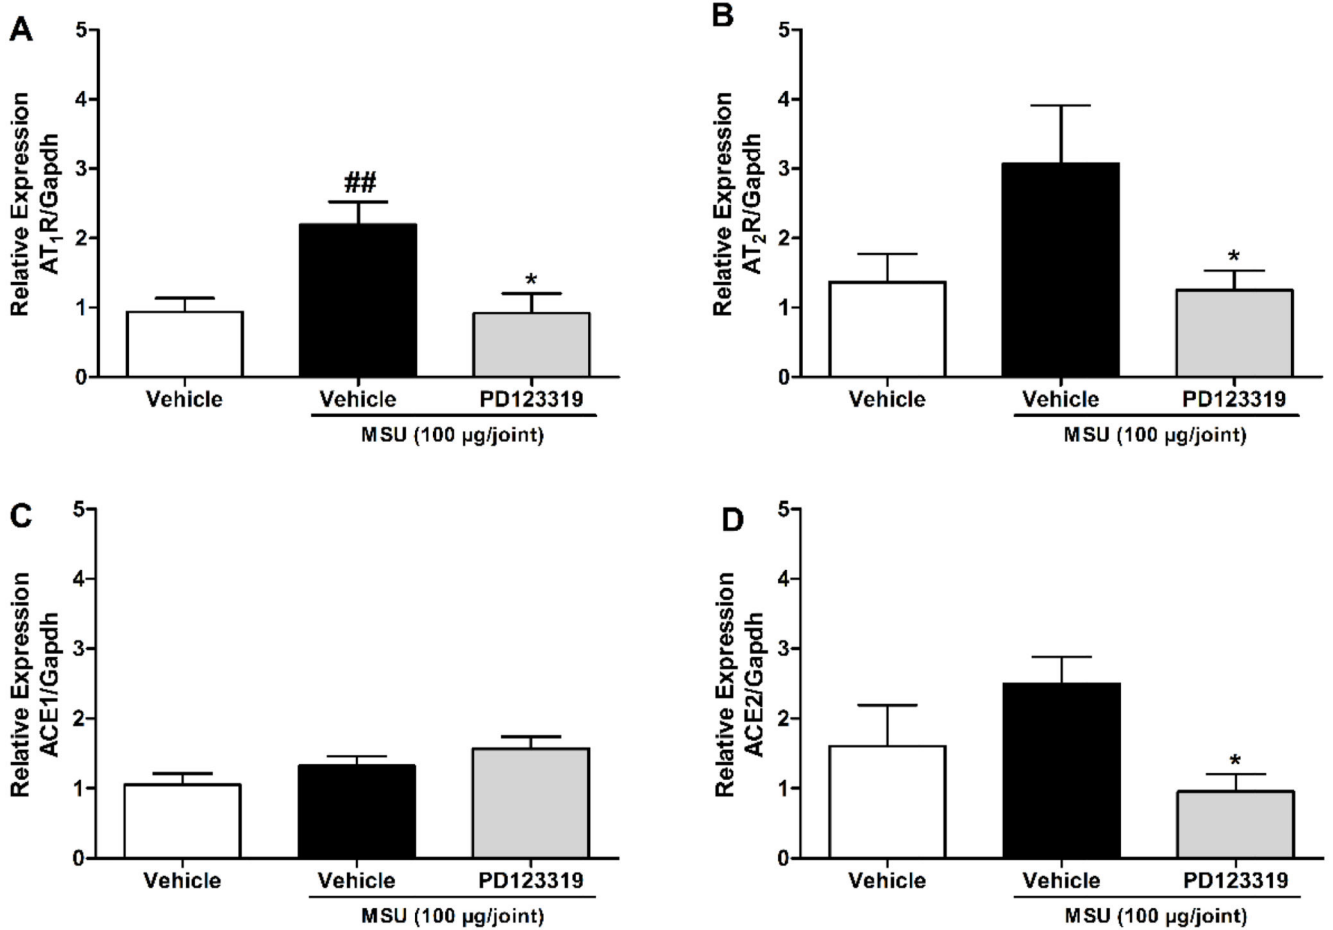 A
Relative Expression
AT1R/Gapdh
5
4
3
2
1
0
##
*
Vehicle
Vehicle
PD123319
MSU (100 µg/joint)
B
Relative Expression
AT2R/Gapdh
5
4
3
2
1
0
*
Vehicle
Vehicle
PD123319
MSU (100 µg/joint)
C
Relative Expression
ACE1/Gapdh
5
4
3
2
1
0
Vehicle
Vehicle
PD123319
MSU (100 µg/joint)
D
Relative Expression
ACE2/Gapdh
5
4
3
2
1
0
*
Vehicle
Vehicle
PD123319
MSU (100 µg/joint)